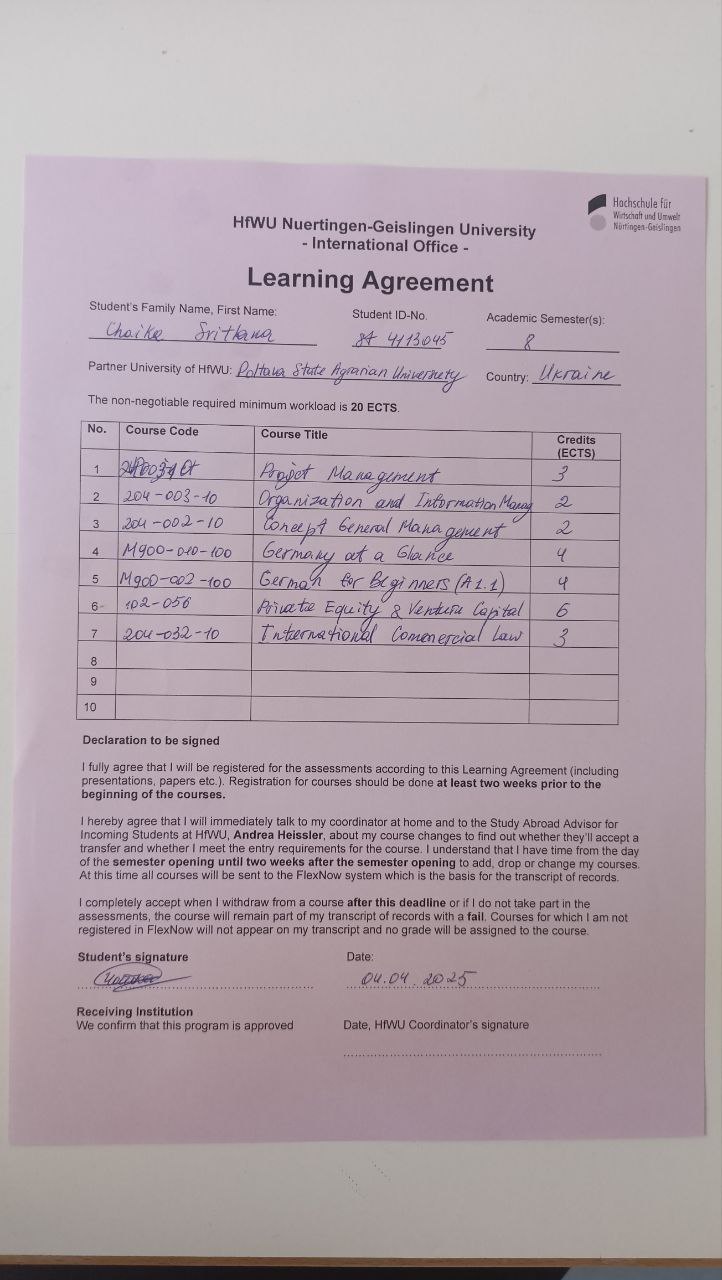 Hochschule für
Wirtschaft und Umwelt
Nürtingen-Geislingen
HfWU Nuertingen-Geislingen University
- International Office -
Learning Agreement
Student's Family Name, First Name: Student ID-No. Academic Semester(s):
Chaika 4113045 8
Partner University of HfWU: Poltava State Agrarian University Country: Ukraine
The non-negotiable required minimum workload is 20 ECTS.
No. Course Code Course Title Credits (ECTS)
1 Project Management 3
2 204-003-10 Organization and Information Manag 2
3 204-002-10 Concept General Management 2
4 M900-010-100 Germany at a Glance 4
5 M900-002-100 German for Beginners (A1.1) 4
6 102-056 Private Equity & Venture Capital 6
7 204-032-10 International Comencercial Law 3
8
9
10
Declaration to be signed
I fully agree that I will be registered for the assessments according to this Learning Agreement (including
presentations, papers etc.). Registration for courses should be done at least two weeks prior to the
beginning of the courses.
I hereby agree that I will immediately talk to my coordinator at home and to the Study Abroad Advisor for
Incoming Students at HfWU, Andrea Heissler, about my course changes to find out whether they'll accept a
transfer and whether I meet the entry requirements for the course. I understand that I have time from the day
of the semester opening until two weeks after the semester opening to add, drop or change my courses.
At this time all courses will be sent to the FlexNow system which is the basis for the transcript of records.
I completely accept when I withdraw from a course after this deadline or if I do not take part in the
assessments, the course will remain part of my transcript of records with a fail. Courses for which I am not
registered in FlexNow will not appear on my transcript and no grade will be assigned to the course.
Student's signature Date:
04.04.2025
Receiving Institution
We confirm that this program is approved Date, HfWU Coordinator's signature